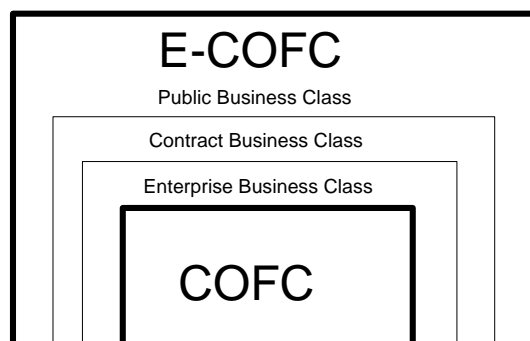 E-COFC
Public Business Class
Contract Business Class
Enterprise Business Class
COFC